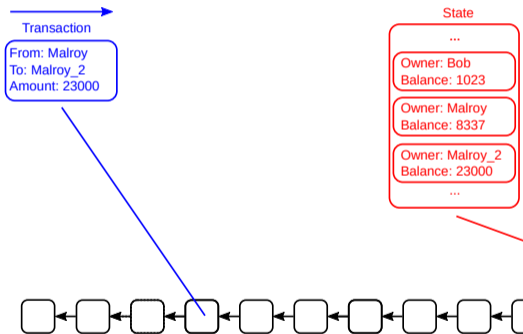 Transaction
From: Malroy
To: Malroy_2
Amount: 23000
State
...
Owner: Bob
Balance: 1023
Owner: Malroy
Balance: 8337
Owner: Malroy_2
Balance: 23000
...